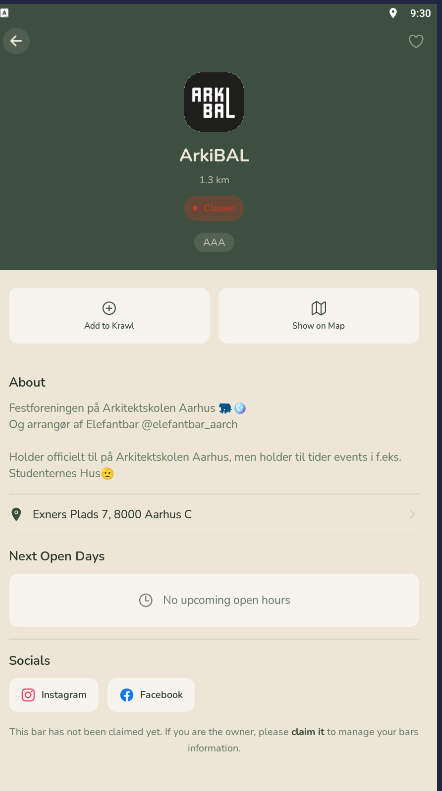 A
9:30
ARKI
BAL
ArkiBAL
1.3 km
Closed
AAA
Add to Krawl
Show on Map
About
Festforeningen på Arkitektskolen Aarhus 🐘🪩
Og arrangør af Elefantbar @elefantbar_aarch
Holder officielt til på Arkitektskolen Aarhus, men holder til tider events i f.eks.
Studenternes Hus🫡
Exners Plads 7, 8000 Aarhus C
Next Open Days
No upcoming open hours
Socials
Instagram
Facebook
This bar has not been claimed yet. If you are the owner, please claim it to manage your bars
information.